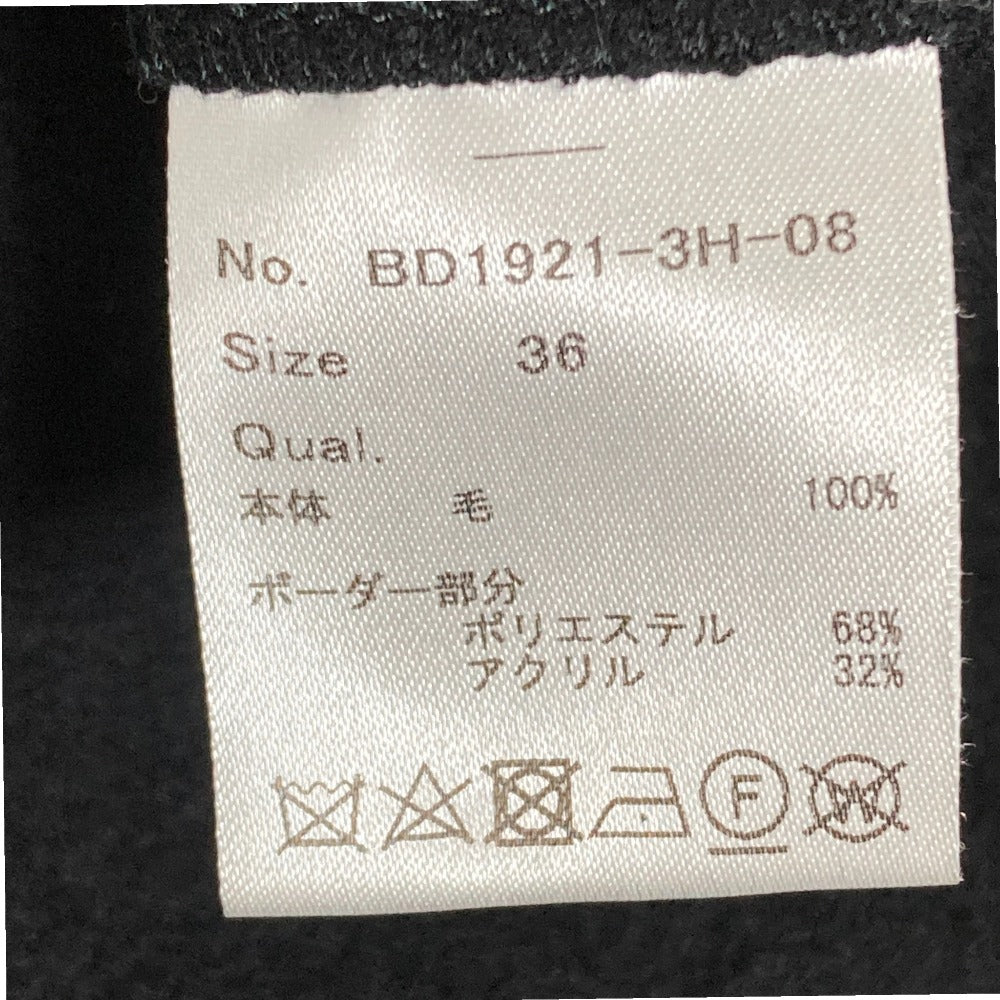 No. BD1921-3H-08
Size 36
Qual.
本体 毛 100%
ボーダー部分
ポリエステル 68%
アクリル 32%
F
W